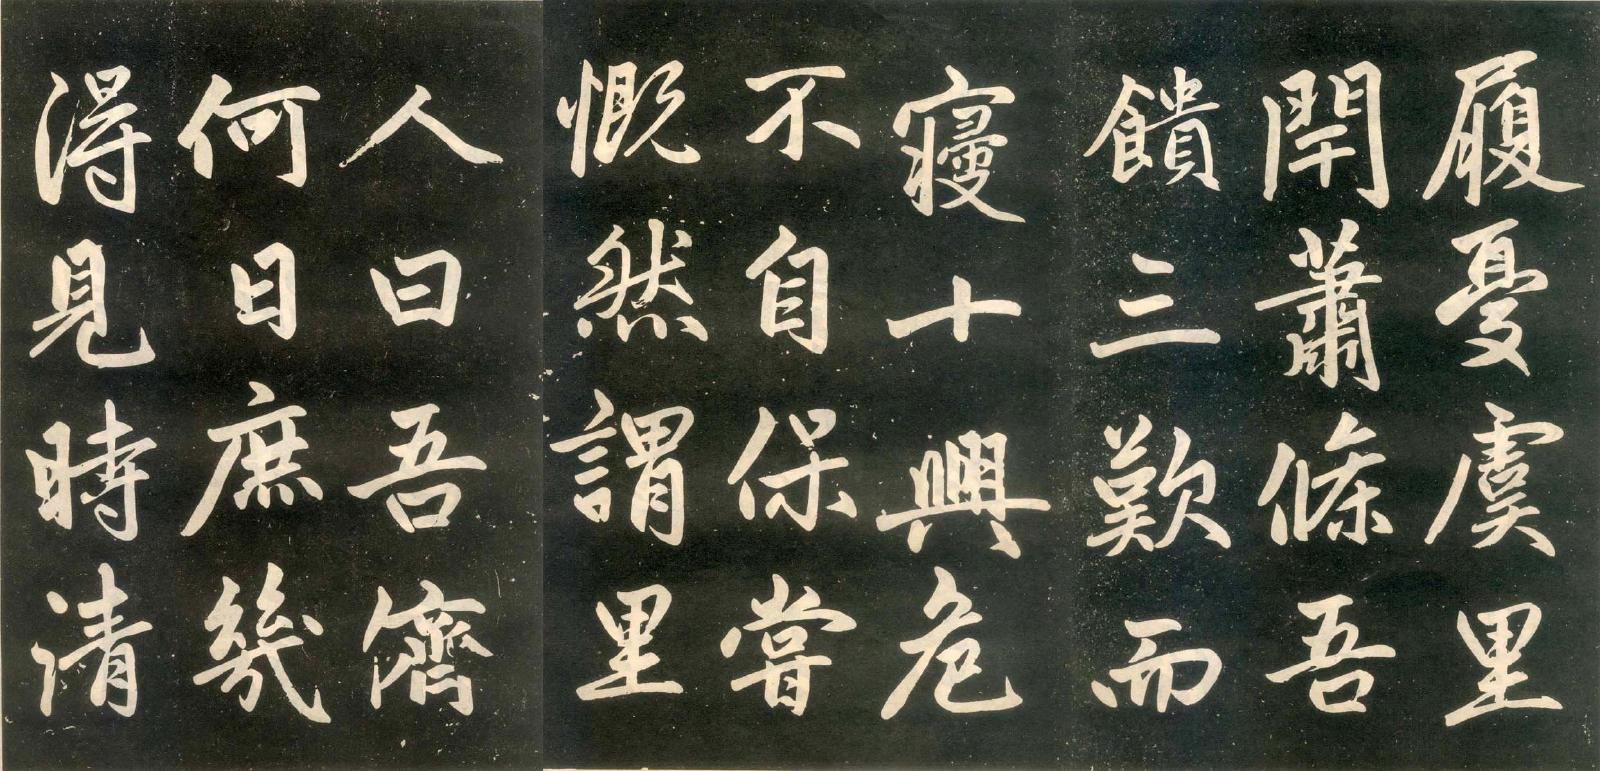 履憂虞里
閈蕭條吾
饋三歎而
寢十興危
不自保嘗
慨然謂里
人曰吾儕
何日庶幾
得見時清